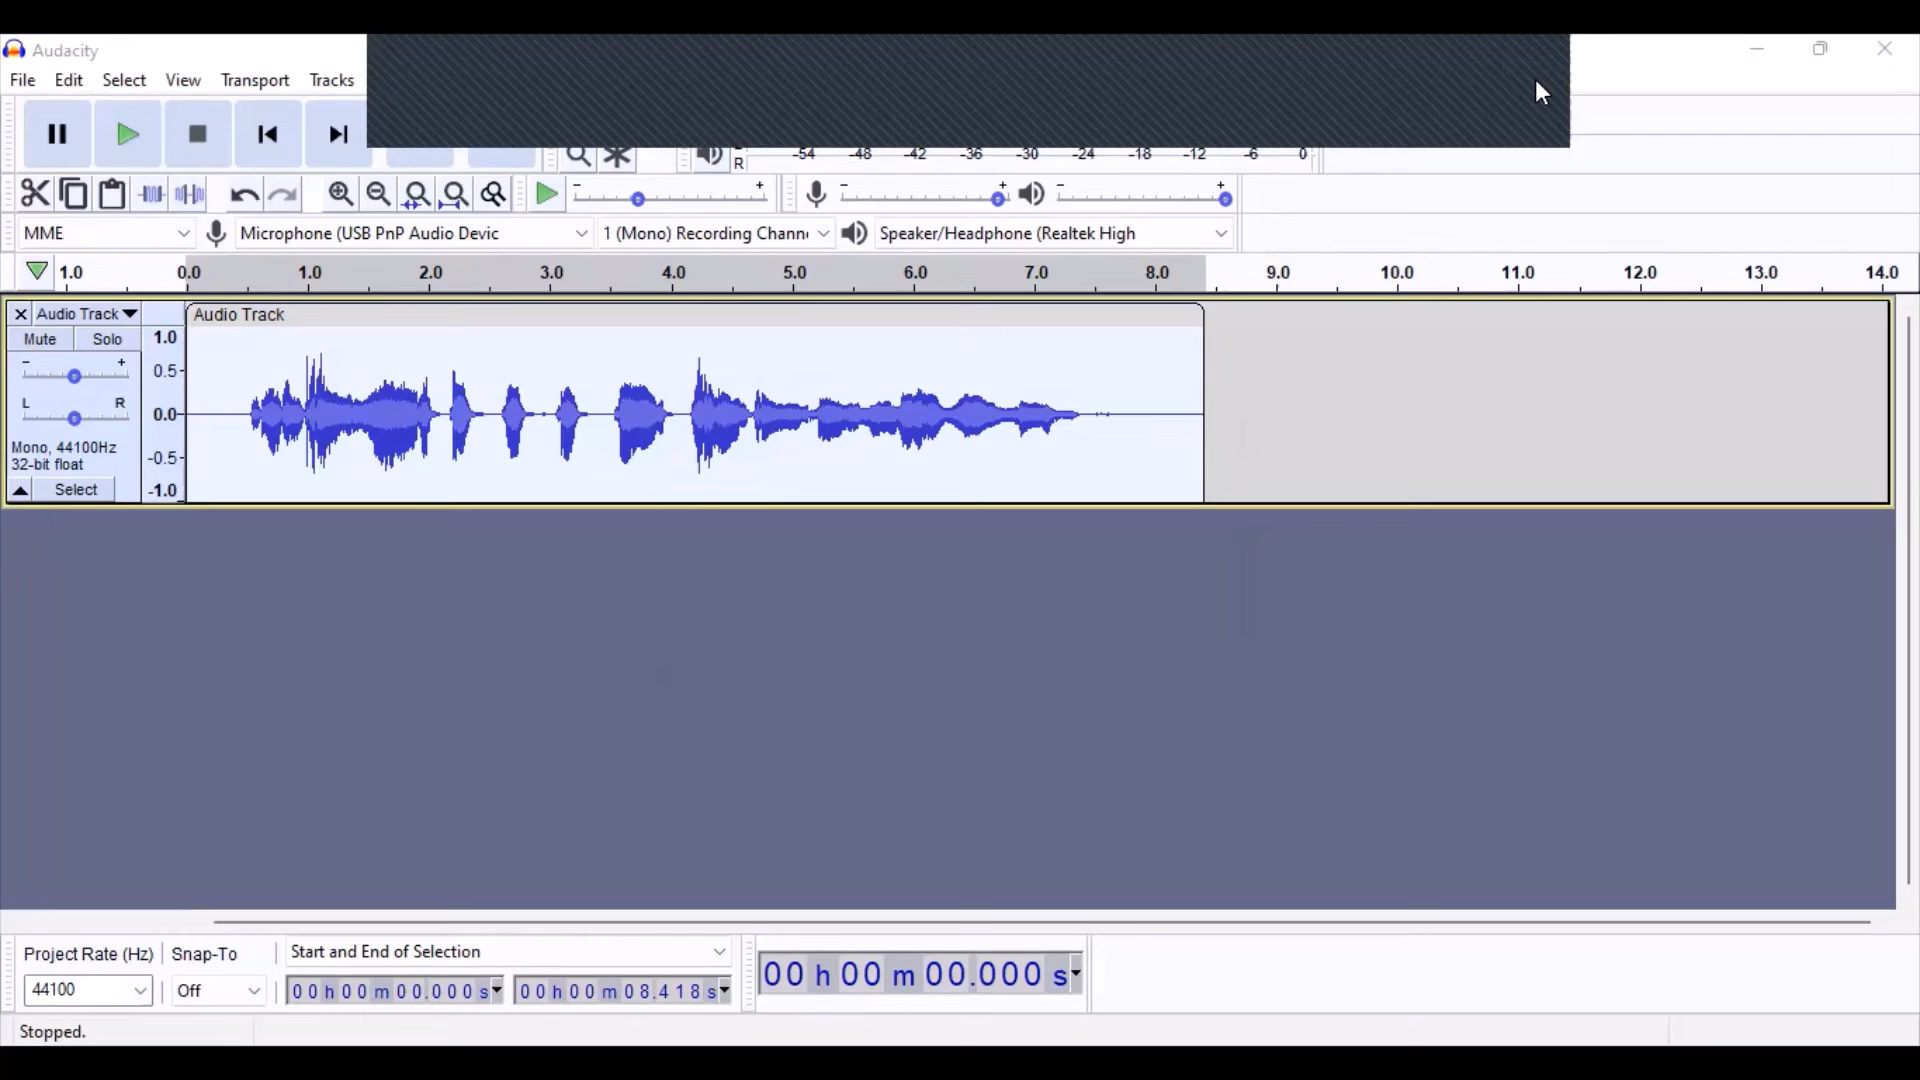 Audacity
File Edit Select View Transport Tracks
R -54 -48 -42 -36 -30 -24 -18 -12 -6 0
- + - + - +
MME Microphone (USB PnP Audio Devic 1 (Mono) Recording Chann Speaker/Headphone (Realtek High
1.0 0.0 1.0 2.0 3.0 4.0 5.0 6.0 7.0 8.0 9.0 10.0 11.0 12.0 13.0 14.0
Audio Track Audio Track
Mute Solo 1.0
- + 0.5
L R 0.0
Mono, 44100Hz
32-bit float -0.5
Select -1.0
Project Rate (Hz) Snap-To Start and End of Selection
44100 Off 00 h 00 m 00.000 s 00 h 00 m 08.418 s 00 h 00 m 00.000 s
Stopped.